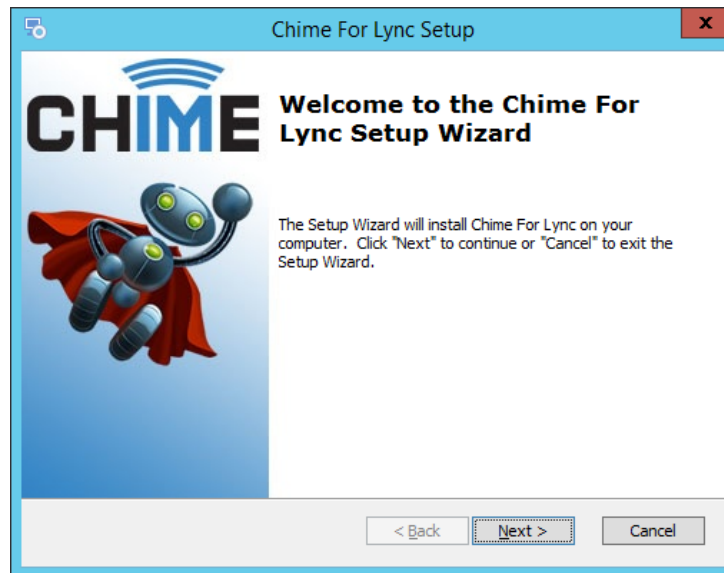 Chime For Lync Setup
x
CHIME
Welcome to the Chime For
Lync Setup Wizard
The Setup Wizard will install Chime For Lync on your
computer. Click "Next" to continue or "Cancel" to exit the
Setup Wizard.
< Back Next > Cancel